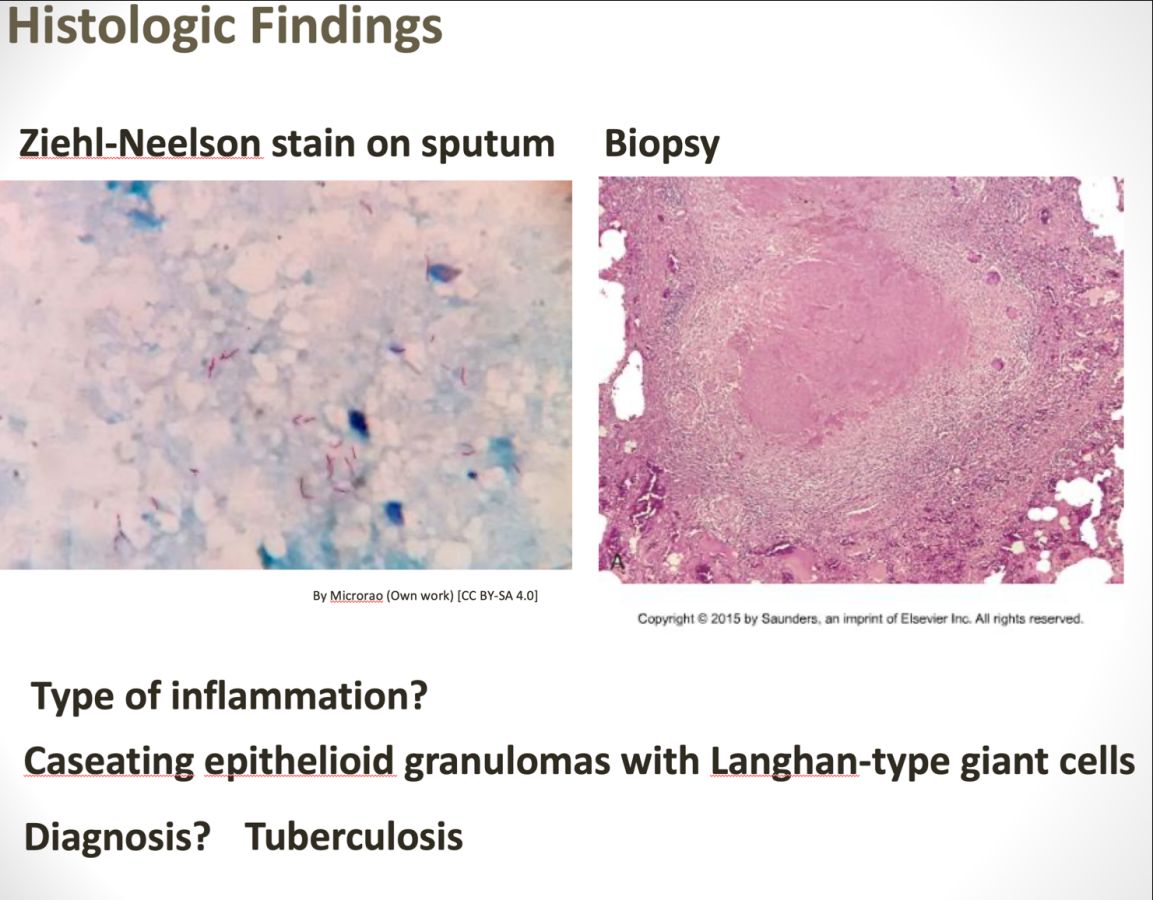 Histologic Findings
Ziehl-Neelson stain on sputum
Biopsy
A
By Microrao (Own work) [CC BY-SA 4.0]
Copyright © 2015 by Saunders, an imprint of Elsevier Inc. All rights reserved.
Type of inflammation?
Caseating epithelioid granulomas with Langhan-type giant cells
Diagnosis? Tuberculosis